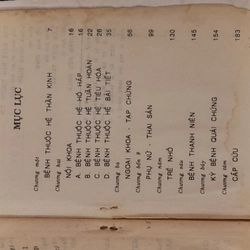 MỤC LỤC
Chương một
BỆNH THUỘC HỆ THẦN KINH 7
Chương hai
NỘI KHOA 16
A. BỆNH THUỘC HỆ HÔ HẤP 16
B. BỆNH THUỘC HỆ TUẦN HOÀN 22
C. BỆNH THUỘC HỆ TIÊU HÓA 26
D. BỆNH THUỘC HỆ BÀI TIẾT 35
Chương ba
NGOẠI KHOA - TẠP CHỨNG 56
Chương bốn
PHỤ NỮ - THAI SẢN 99
Chương năm
TRẺ NHỎ 130
Chương sáu
BỆNH THANH NIÊN 145
Chương bảy
KỲ BỆNH QUÁI CHỨNG 154
Chương tám
CẤP CỨU 183